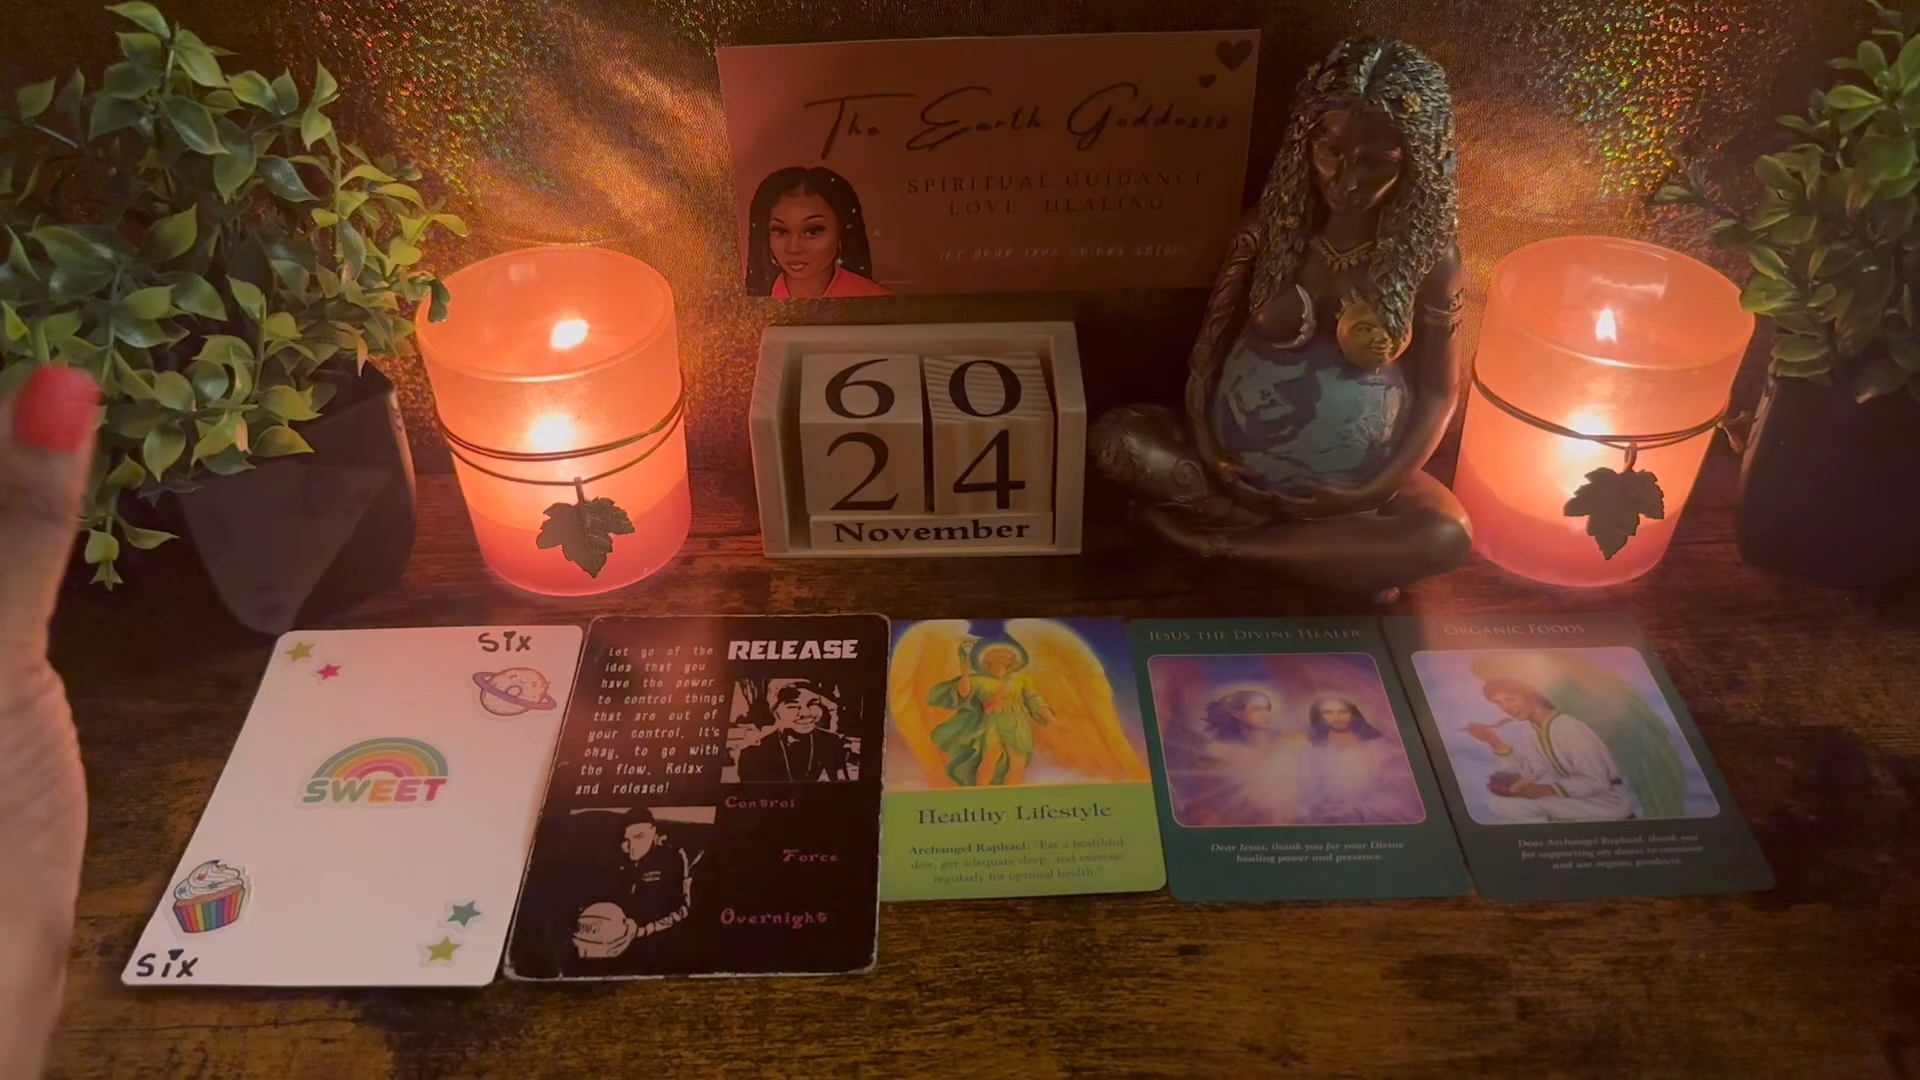 The Earth Goddesss
SPIRITUAL GUIDANCE
LOVE HEALING
6 0
2 4
November
six
SWEET
six
RELEASE
Let go of the
idea that you
have the power
to control things
that are out of
your control. It's
okay, to go with
the flow. Relax
and release!
Control
Force
Overnight
Healthy Lifestyle
Archangel Raphael: "Eat a healthful
diet, get adequate sleep, and exercise
regularly for optimal health."
JESUS THE DIVINE HEALER
Dear Jesus, thank you for your Divine
healing power and presence.
ORGANIC FOODS
Dear Archangel Raphael, thank you
for supporting my desire to consume
and use organic products.